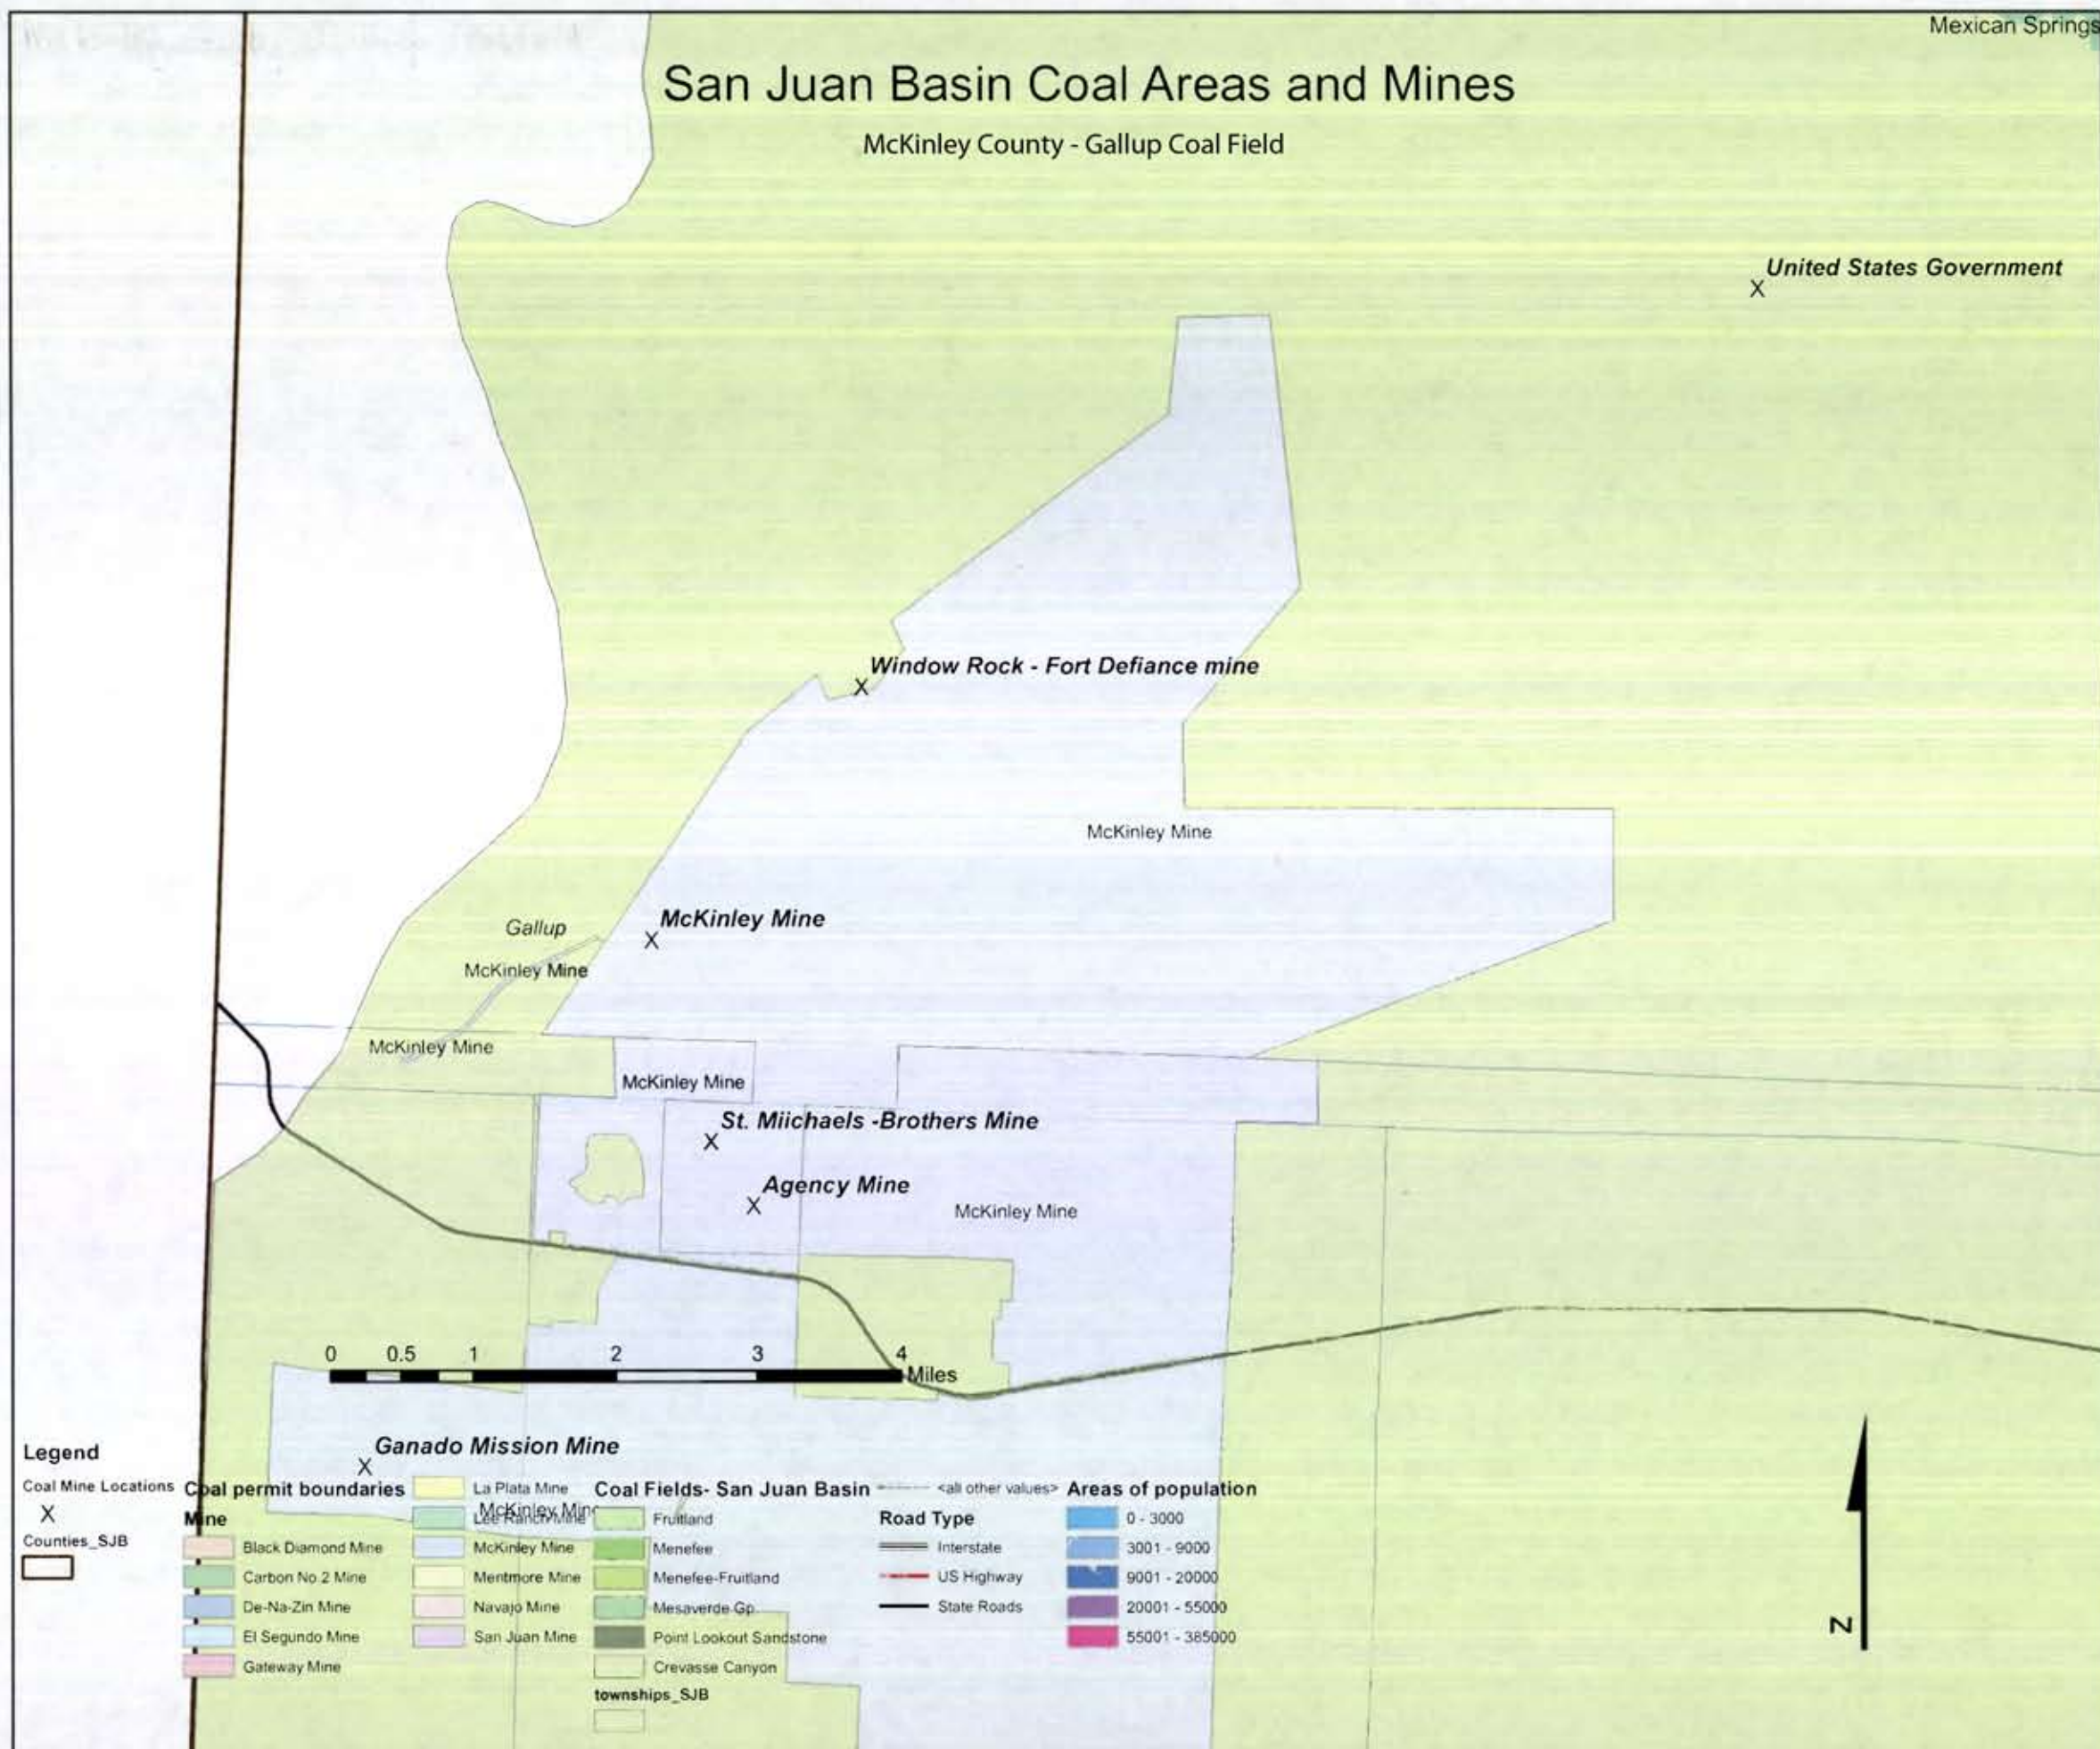 Mexican Springs
San Juan Basin Coal Areas and Mines
McKinley County - Gallup Coal Field
United States Government
X
Window Rock - Fort Defiance mine
X
McKinley Mine
McKinley Mine
X
Gallup
McKinley Mine
McKinley Mine
McKinley Mine
St. Miichaels -Brothers Mine
X
Agency Mine
X
McKinley Mine
0 0.5 1 2 3 4
Miles
Ganado Mission Mine
X
McKinley Mine
Legend
Coal Mine Locations
X
Counties_SJB
Coal permit boundaries
Mine
Black Diamond Mine
Carbon No 2 Mine
De-Na-Zin Mine
El Segundo Mine
Gateway Mine
La Plata Mine
Lee Ranch Mine
McKinley Mine
Mentmore Mine
Navajo Mine
San Juan Mine
Coal Fields- San Juan Basin
Fruitland
Menefee
Menefee-Fruitland
Mesaverde Gp.
Point Lookout Sandstone
Crevasse Canyon
townships_SJB
<all other values>
Road Type
Interstate
US Highway
State Roads
Areas of population
0 - 3000
3001 - 9000
9001 - 20000
20001 - 55000
55001 - 385000
N